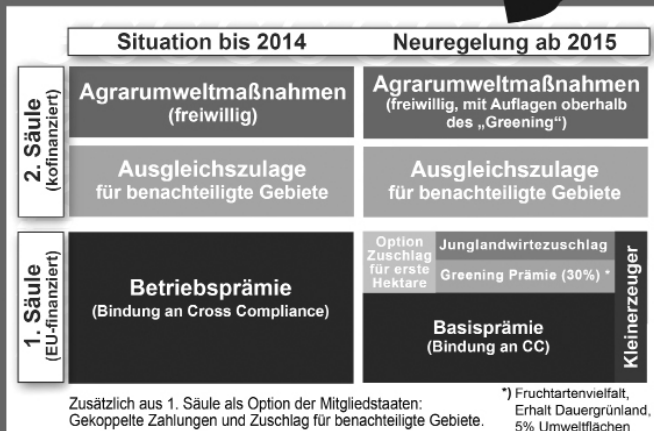 Situation bis 2014
Neuregelung ab 2015
2. Säule
(kofinanziert)
Agrarumweltmaßnahmen
(freiwillig)
Agrarumweltmaßnahmen
(freiwillig, mit Auflagen oberhalb
des „Greening“)
Ausgleichszulage
für benachteiligte Gebiete
Ausgleichszulage
für benachteiligte Gebiete
1. Säule
(EU-finanziert)
Betriebsprämie
(Bindung an Cross Compliance)
Option
Zuschlag
für erste
Hektare
Junglandwirtezuschlag
Greening Prämie (30%) *
Basisprämie
(Bindung an CC)
Kleinerzeuger
Zusätzlich aus 1. Säule als Option der Mitgliedstaaten:
Gekoppelte Zahlungen und Zuschlag für benachteiligte Gebiete.
*) Fruchtartenvielfalt,
Erhalt Dauergrünland,
5% Umweltflächen